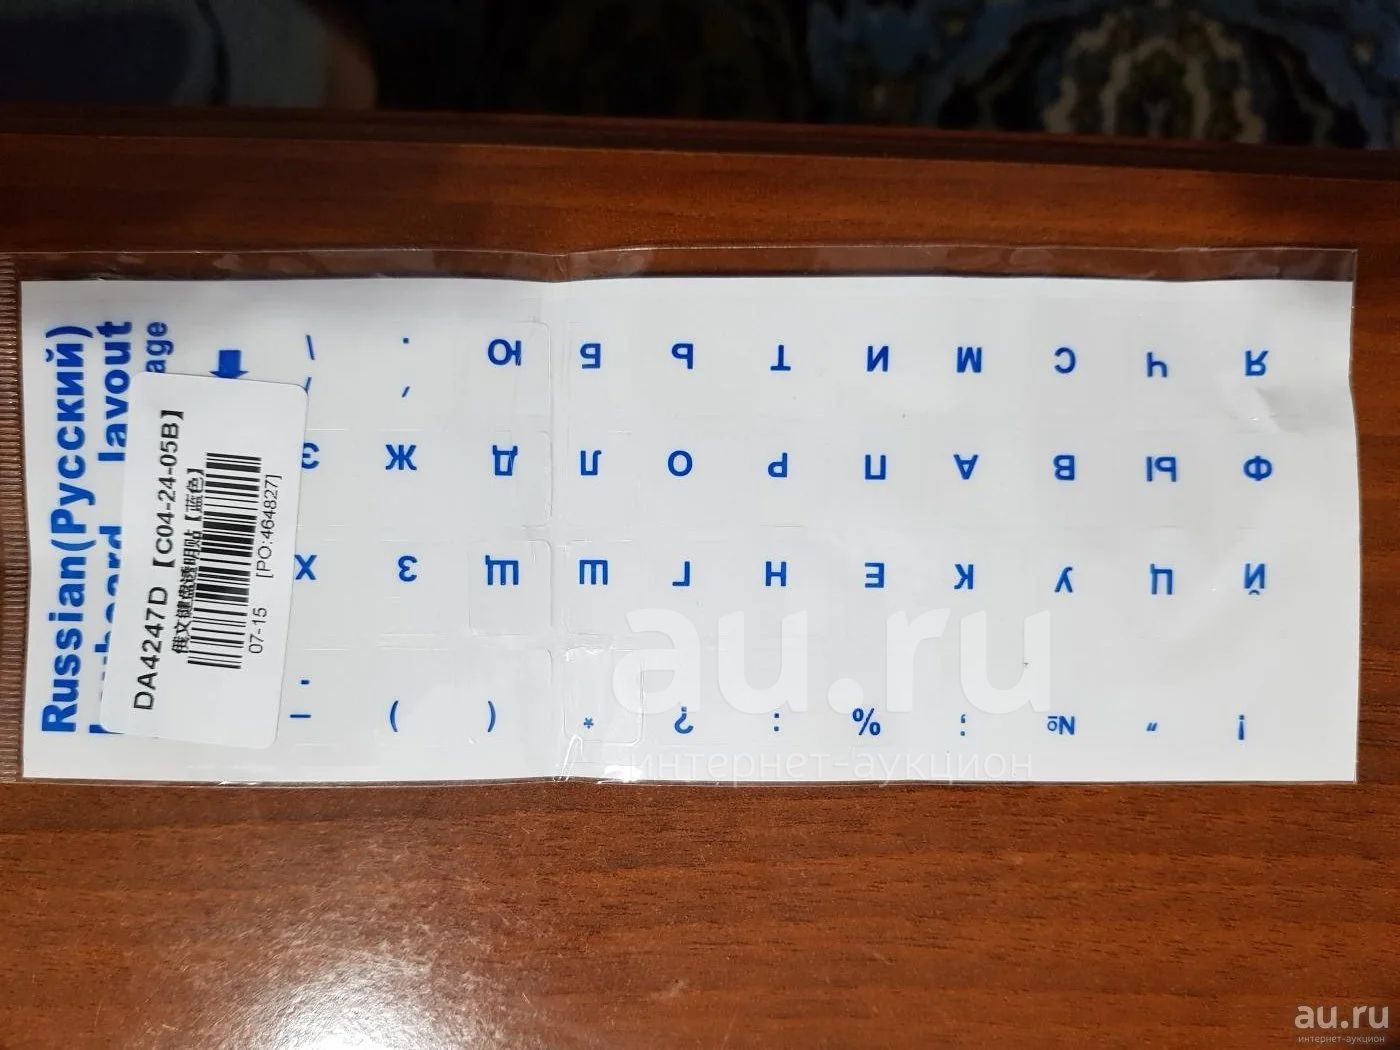 Russian(Русский)
layout
DA4247D 【C04-24-05B】
俄文键盘透明贴【蓝色】
07-15 [PO:464827]
! " № ; % : ? * ( )
Й Ц У К Е Н Г Ш Щ З Х
Ф Ы В А П Р О Л Д Ж Э
Я Ч С М И Т Ь Б Ю , .
au.ru
интернет-аукцион
au.ru
интернет-аукцион